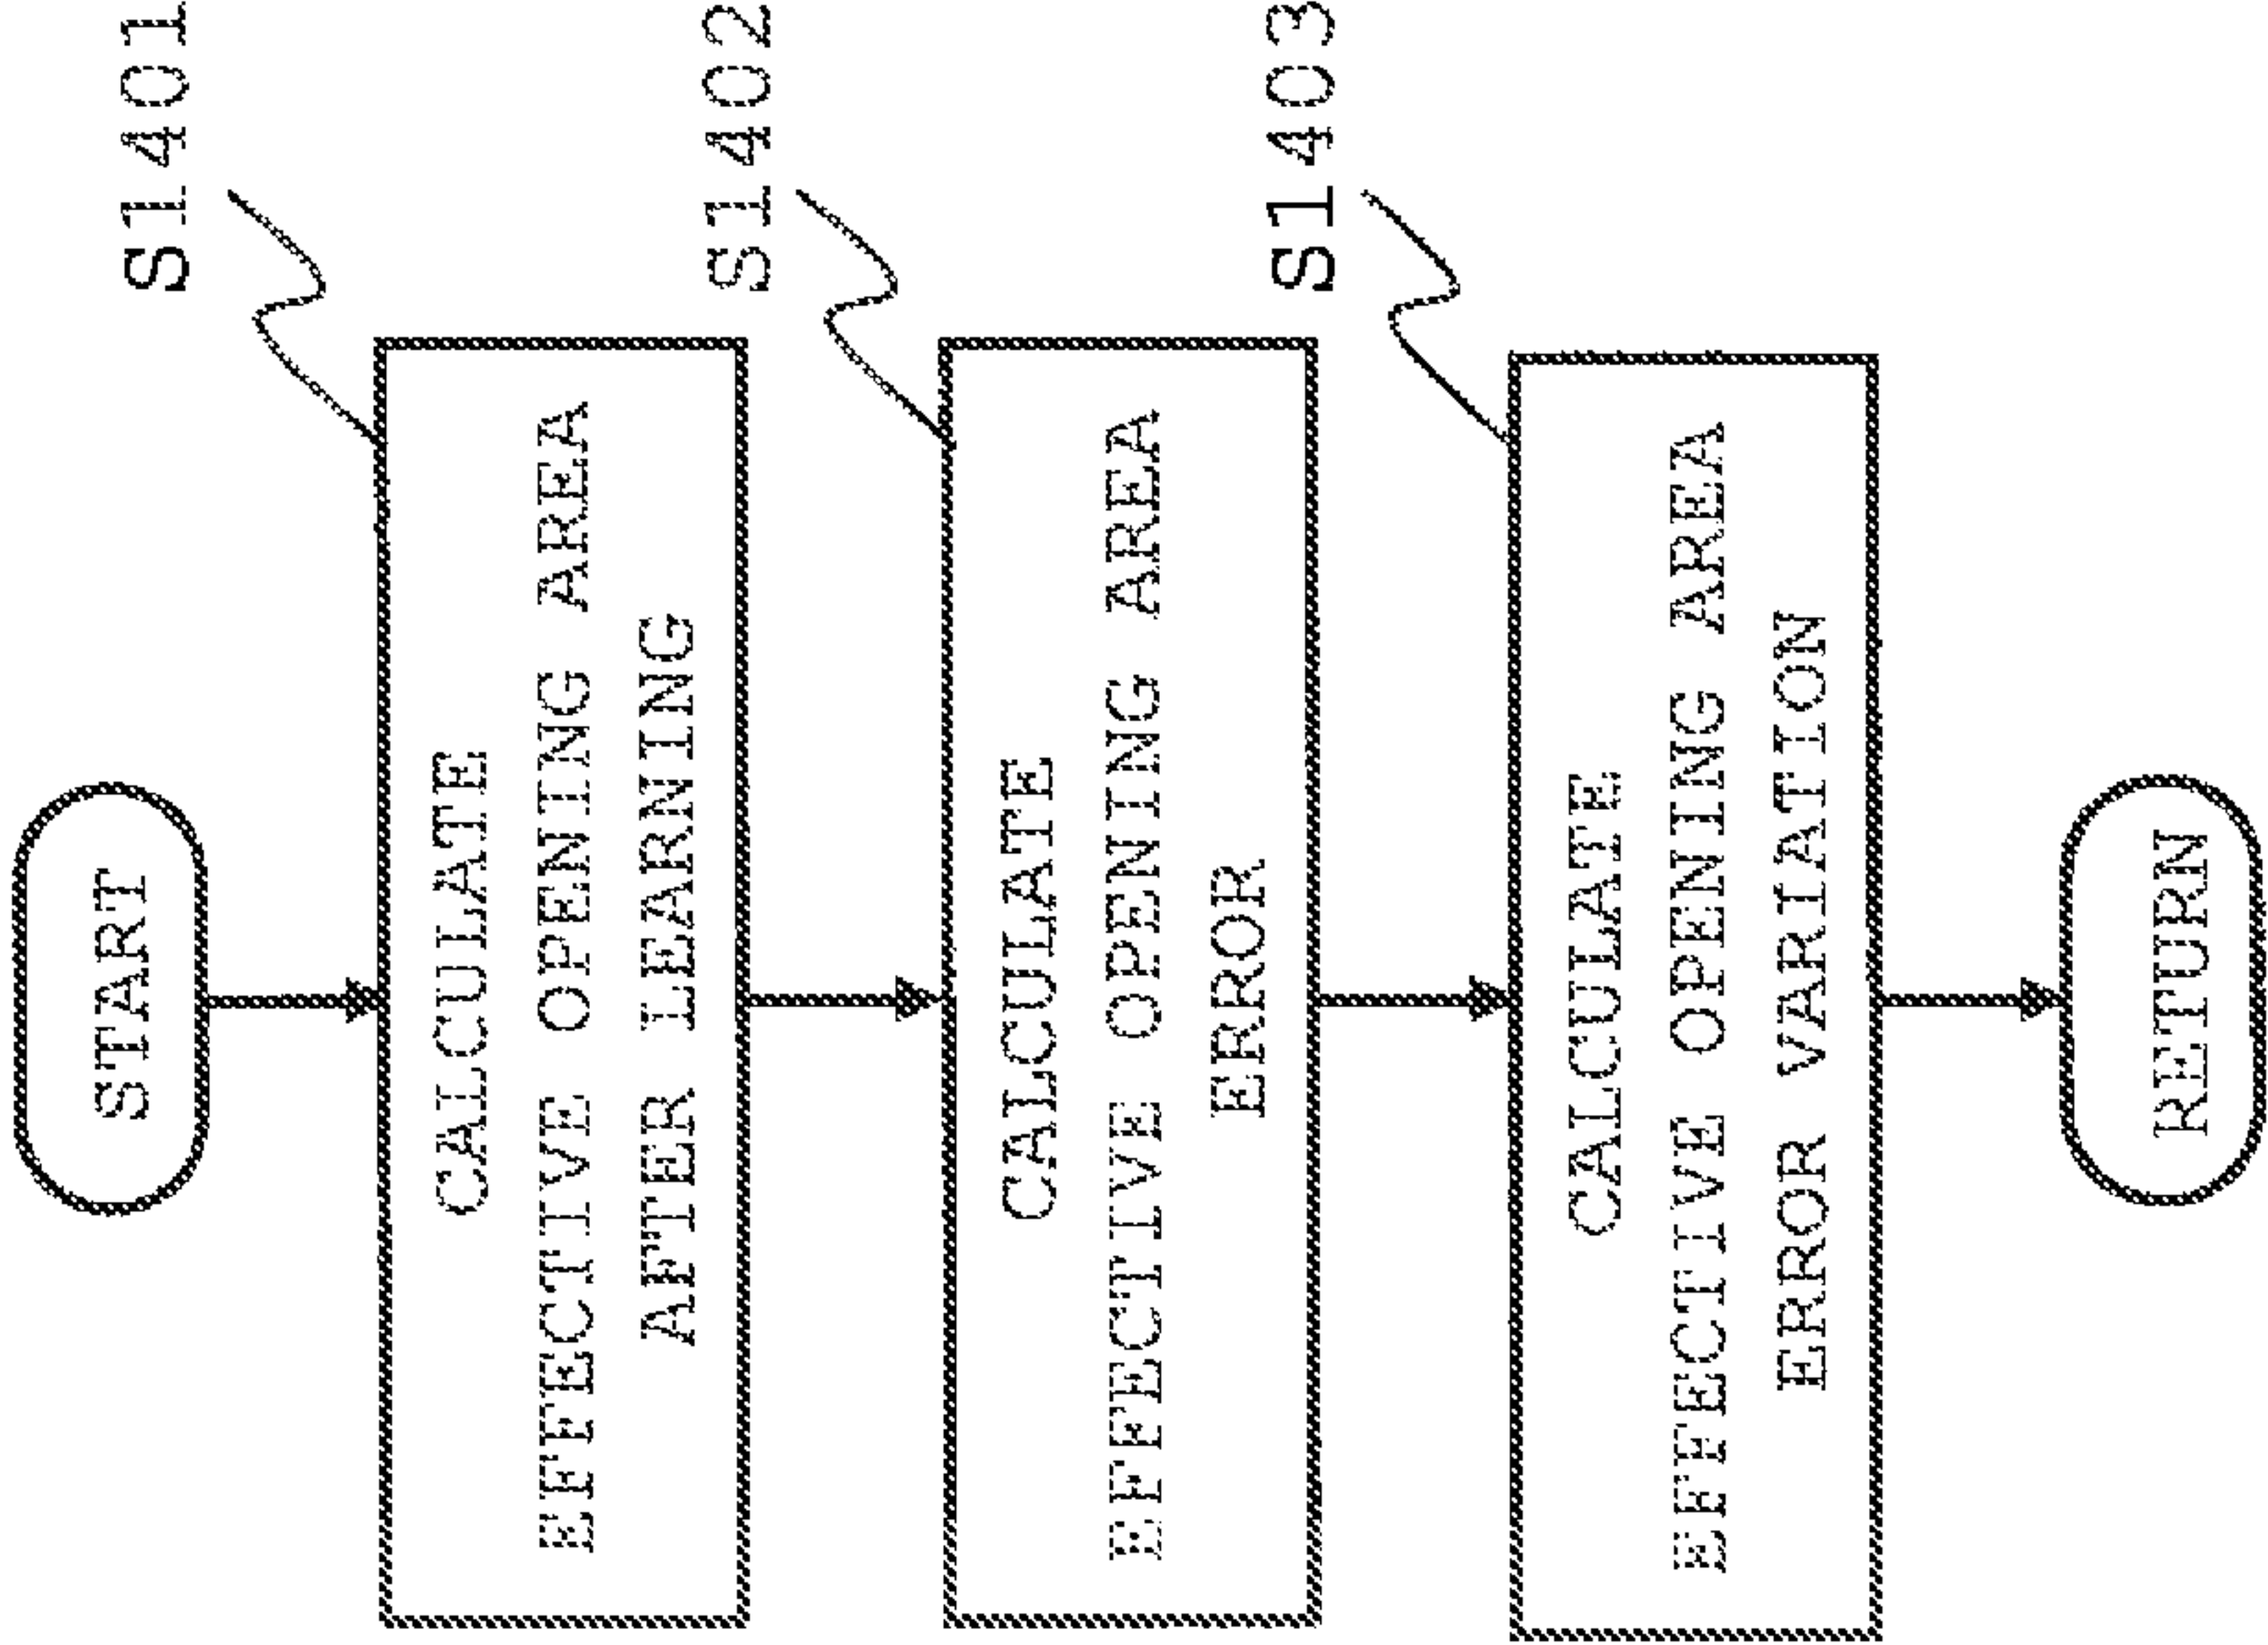 START
S1401
CALCULATE
EFFECTIVE OPENING AREA
AFTER LEARNING
S1402
CALCULATE
EFFECTIVE OPENING AREA
ERROR
S1403
CALCULATE
EFFECTIVE OPENING AREA
ERROR VARIATION
RETURN